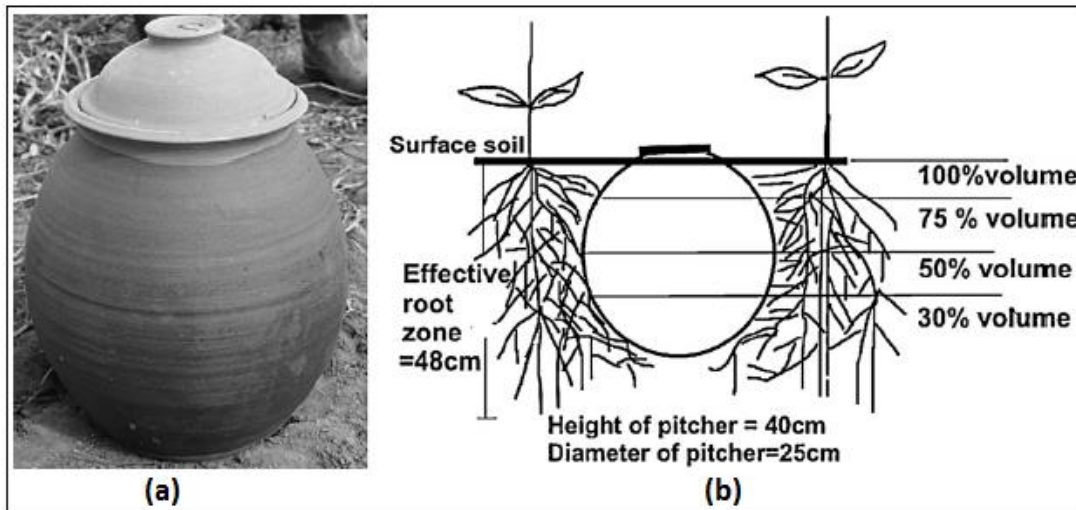 Surface soil
100%volume
75 % volume
50% volume
Effective
root
zone
=48cm
30% volume
Height of pitcher = 40cm
Diameter of pitcher=25cm
(a)
(b)